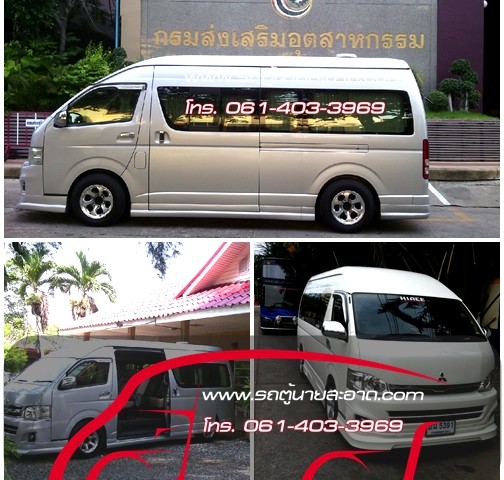 กรมส่งเสริมอุตสาหกรรม
โทร. 061-403-3969
HIACE
www.รถตู้นายสะอาด.com
โทร. 061-403-3969
5391